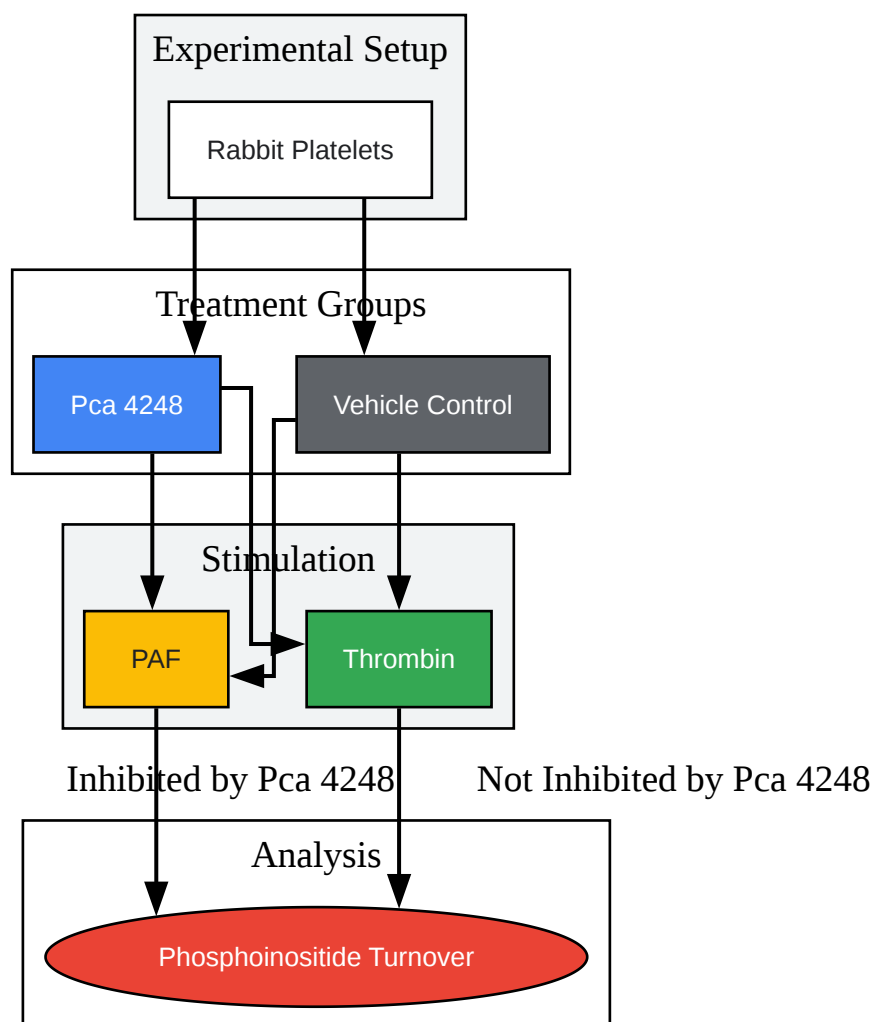 Experimental Setup
Rabbit Platelets
Treatment Groups
Pca 4248
Vehicle Control
Stimulation
PAF
Thrombin
Inhibited by Pca 4248
Not Inhibited by Pca 4248
Analysis
Phosphoinositide Turnover